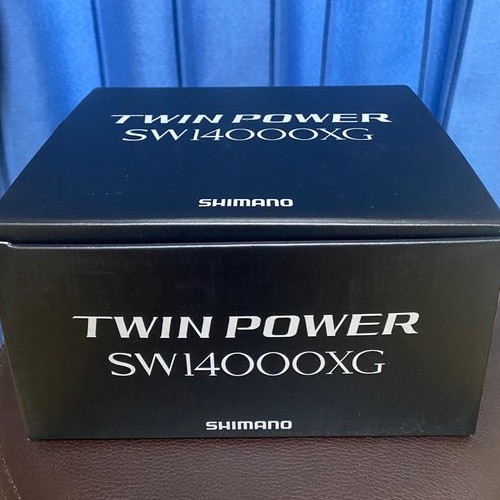 TWIN POWER
SW14000XG
SHIMANO
TWIN POWER
SW14000XG
SHIMANO